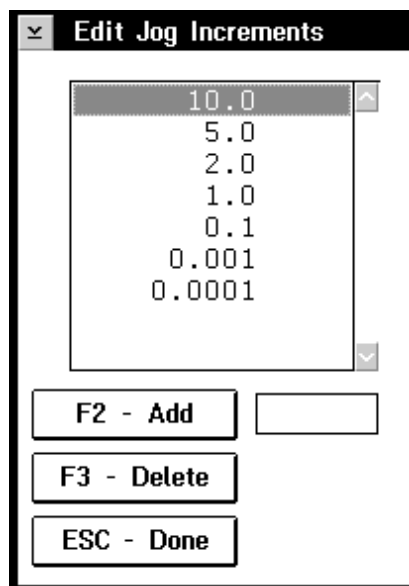 Edit Jog Increments
10.0
5.0
2.0
1.0
0.1
0.001
0.0001
F2 - Add
F3 - Delete
ESC - Done